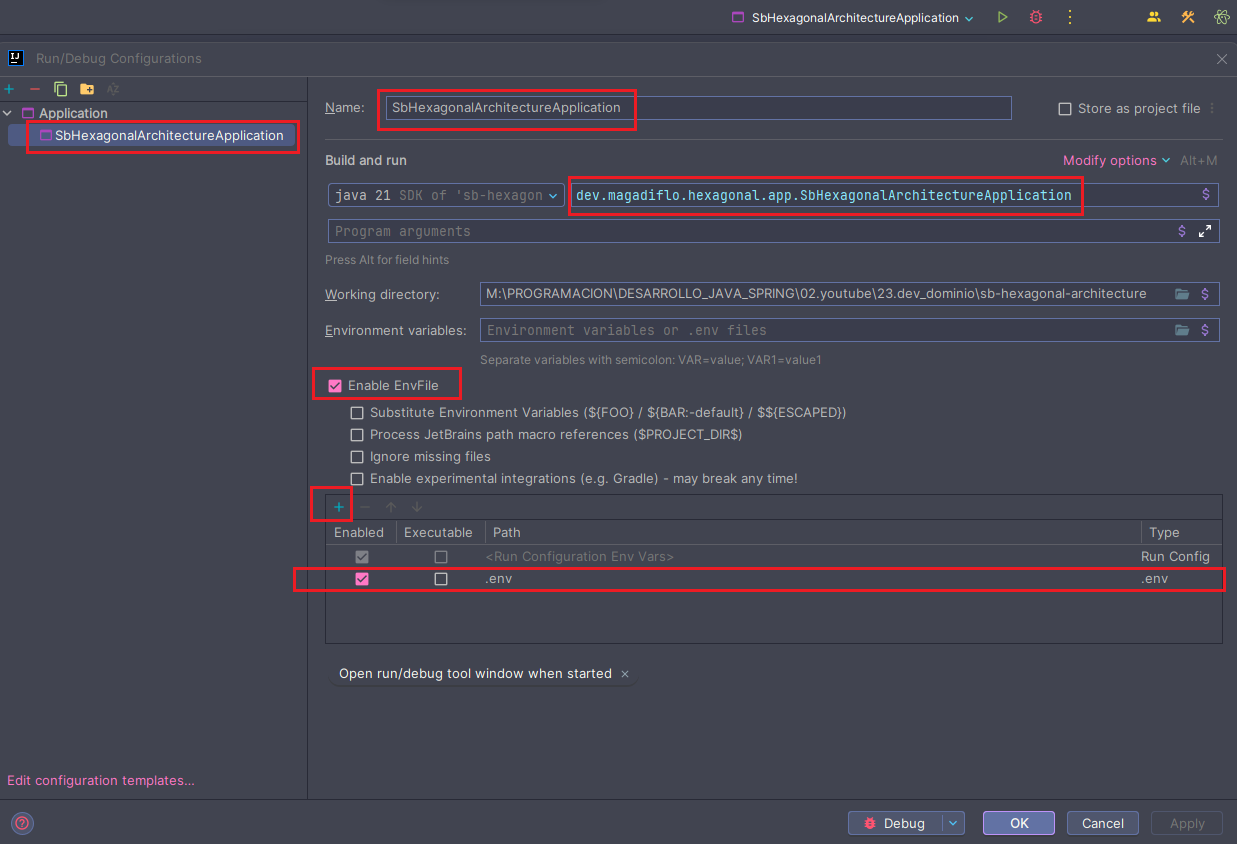 SbHexagonalArchitectureApplication
IJ
Run/Debug Configurations
Application
SbHexagonalArchitectureApplication
Name:
SbHexagonalArchitectureApplication
Store as project file
Build and run
Modify options
Alt+M
java 21 SDK of 'sb-hexagon
dev.magadiflo.hexagonal.app.SbHexagonalArchitectureApplication
$
Program arguments
$
Press Alt for field hints
Working directory:
M:\PROGRAMACION\DESARROLLO_JAVA_SPRING\02.youtube\23.dev_dominio\sb-hexagonal-architecture
$
Environment variables:
Environment variables or .env files
$
Separate variables with semicolon: VAR=value; VAR1=value1
Enable EnvFile
Substitute Environment Variables (${FOO} / ${BAR:-default} / $${ESCAPED})
Process JetBrains path macro references ($PROJECT_DIR$)
Ignore missing files
Enable experimental integrations (e.g. Gradle) - may break any time!
Enabled Executable Path Type
<Run Configuration Env Vars> Run Config
.env .env
Open run/debug tool window when started ×
Edit configuration templates...
?
Debug
OK
Cancel
Apply